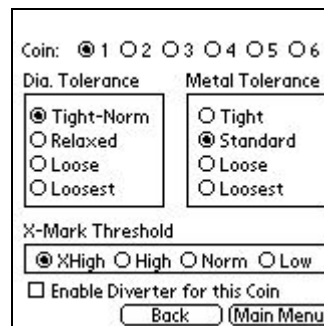 Coin: 1 2 3 4 5 6
Dia. Tolerance Metal Tolerance
Tight-Norm Tight
Relaxed Standard
Loose Loose
Loosest Loosest
X-Mark Threshold
XHigh High Norm Low
Enable Diverter for this Coin
Back Main Menu